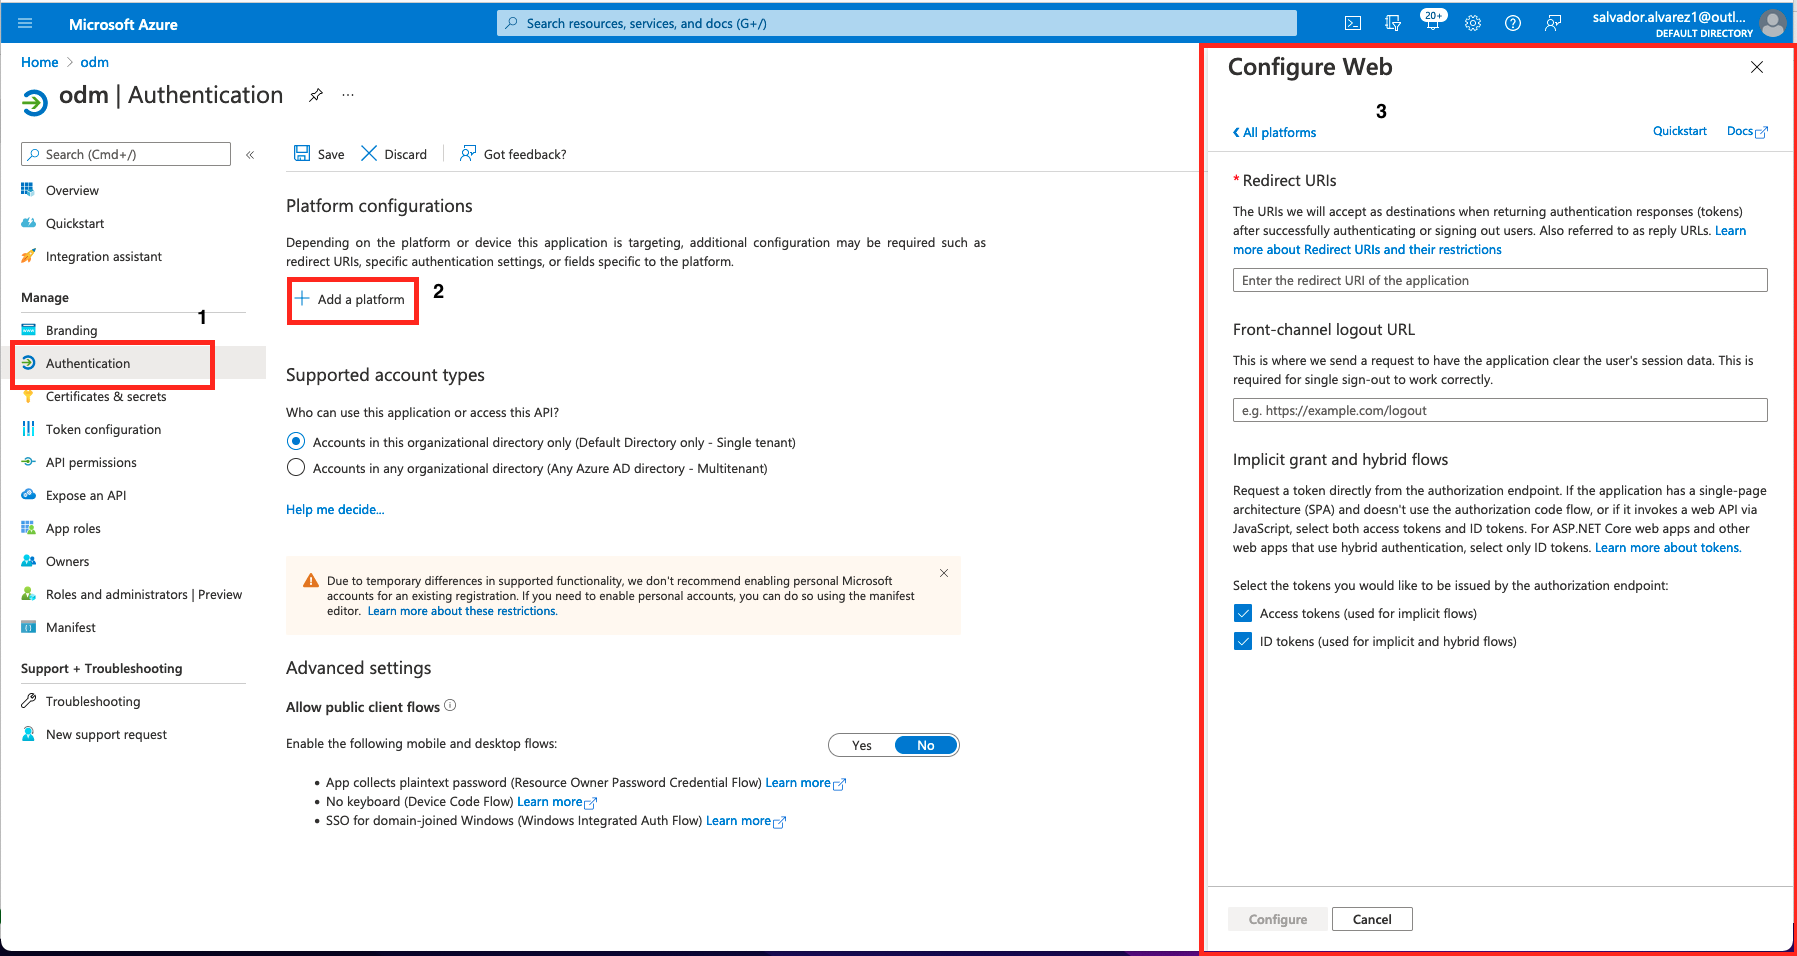 Microsoft Azure
Search resources, services, and docs (G+/)
20+
salvador.alvarez1@outl...
DEFAULT DIRECTORY
Home > odm
odm | Authentication
...
Search (Cmd+/)
«
Overview
Quickstart
Integration assistant
Manage
1
Branding
Authentication
Certificates & secrets
Token configuration
API permissions
Expose an API
App roles
Owners
Roles and administrators | Preview
Manifest
Support + Troubleshooting
Troubleshooting
New support request
Save
Discard
Got feedback?
Platform configurations
Depending on the platform or device this application is targeting, additional configuration may be required such as
redirect URIs, specific authentication settings, or fields specific to the platform.
+ Add a platform
2
Supported account types
Who can use this application or access this API?
Accounts in this organizational directory only (Default Directory only - Single tenant)
Accounts in any organizational directory (Any Azure AD directory - Multitenant)
Help me decide...
Due to temporary differences in supported functionality, we don't recommend enabling personal Microsoft
accounts for an existing registration. If you need to enable personal accounts, you can do so using the manifest
editor. Learn more about these restrictions.
Advanced settings
Allow public client flows
Enable the following mobile and desktop flows:
Yes
No
• App collects plaintext password (Resource Owner Password Credential Flow) Learn more
• No keyboard (Device Code Flow) Learn more
• SSO for domain-joined Windows (Windows Integrated Auth Flow) Learn more
Configure Web
3
All platforms
Quickstart
Docs
* Redirect URIs
The URIs we will accept as destinations when returning authentication responses (tokens)
after successfully authenticating or signing out users. Also referred to as reply URLs. Learn
more about Redirect URIs and their restrictions
Enter the redirect URI of the application
Front-channel logout URL
This is where we send a request to have the application clear the user's session data. This is
required for single sign-out to work correctly.
e.g. https://example.com/logout
Implicit grant and hybrid flows
Request a token directly from the authorization endpoint. If the application has a single-page
architecture (SPA) and doesn't use the authorization code flow, or if it invokes a web API via
JavaScript, select both access tokens and ID tokens. For ASP.NET Core web apps and other
web apps that use hybrid authentication, select only ID tokens. Learn more about tokens.
Select the tokens you would like to be issued by the authorization endpoint:
Access tokens (used for implicit flows)
ID tokens (used for implicit and hybrid flows)
Configure
Cancel